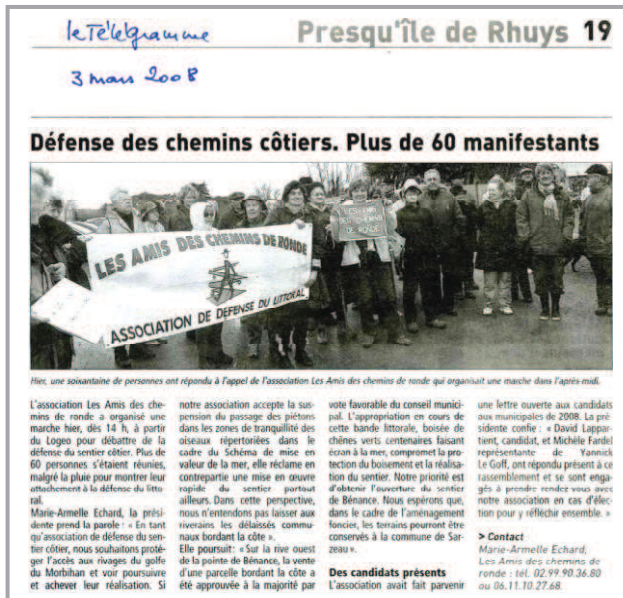 le Télégramme
3 mars 2008
Presqu'île de Rhuys 19
Défense des chemins côtiers. Plus de 60 manifestants
LES AMIS DES CHEMINS DE RONDE
ASSOCIATION DE DEFENSE DU LITTORAL
LES AMIS
DES CHEMINS
DE RONDE
Hier, une soixantaine de personnes ont répondu à l'appel de l'association Les Amis des chemins de ronde qui organisait une marche dans l'après-midi.
L'association Les Amis des che-
mins de ronde a organisé une
marche hier, dès 14 h, à partir
du Logeo pour débattre de la
défense du sentier côtier. Plus de
60 personnes s'étaient réunies,
malgré la pluie pour montrer leur
attachement à la défense du litto-
ral.
Marie-Armelle Echard, la prési-
dente prend la parole : « En tant
qu'association de défense du sen-
tier côtier, nous souhaitons proté-
ger l'accès aux rivages du golfe
du Morbihan et voir poursuivre
et achever leur réalisation. Si
notre association accepte la sus-
pension du passage des piétons
dans les zones de tranquillité des
oiseaux répertoriées dans le
cadre du Schéma de mise en
valeur de la mer, elle réclame en
contrepartie une mise en œuvre
rapide du sentier partout
ailleurs. Dans cette perspective,
nous n'entendons pas laisser aux
riverains les délaissés commu-
naux bordant la côte ».
Elle poursuit : « Sur la rive ouest
de la pointe de Bénance, la vente
d'une parcelle bordant la côte a
été approuvée à la majorité par
vote favorable du conseil munici-
pal. L'appropriation en cours de
cette bande littorale, boisée de
chênes verts centenaires faisant
écran à la mer, compromet la pro-
tection du boisement et la réalisa-
tion du sentier. Notre priorité est
d'obtenir l'ouverture du sentier
de Bénance. Nous espérons que,
dans le cadre de l'aménagement
foncier, les terrains pourront être
conservés à la commune de Sar-
zeau ».
Des candidats présents
L'association avait fait parvenir
une lettre ouverte aux candidats
aux municipales de 2008. La pré-
sidente confie : « David Lappar-
tient, candidat, et Michèle Fardel
représentante de Yannick
Le Goff, ont répondu présent à ce
rassemblement et se sont enga-
gés à prendre rendez-vous avec
notre association en cas d'élec-
tion pour y réfléchir ensemble. »
> Contact
Marie-Armelle Echard,
Les Amis des chemins de
ronde : tél. 02.99.90.36.80
ou 06.11.10.27.68.